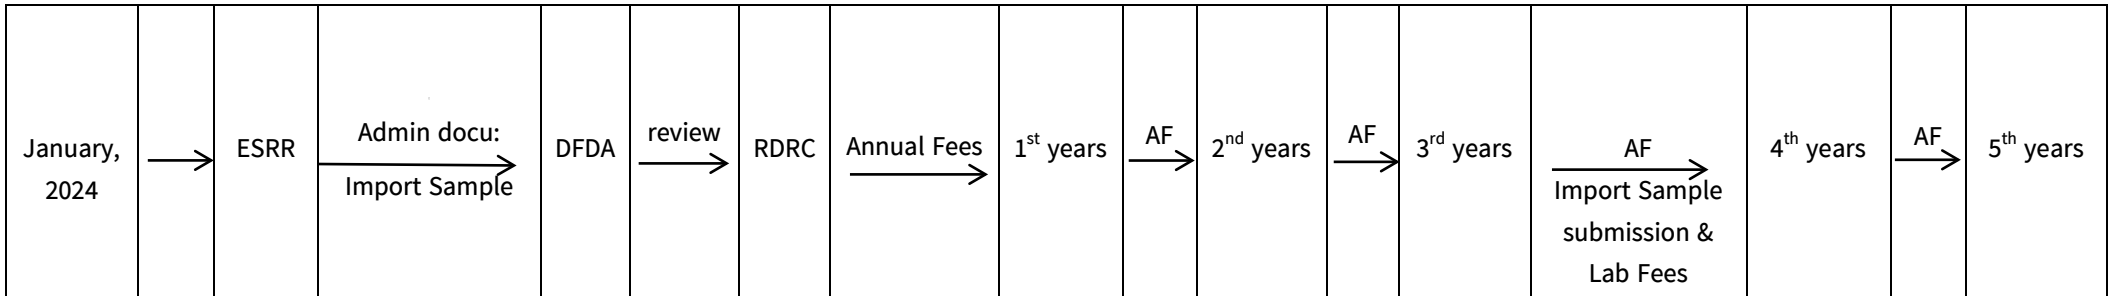 January,
2024
ESRR
Admin docu:
Import Sample
DFDA
review
RDRC
Annual Fees
1st years
AF
2nd years
AF
3rd years
AF
Import Sample
submission &
Lab Fees
4th years
AF
5th years